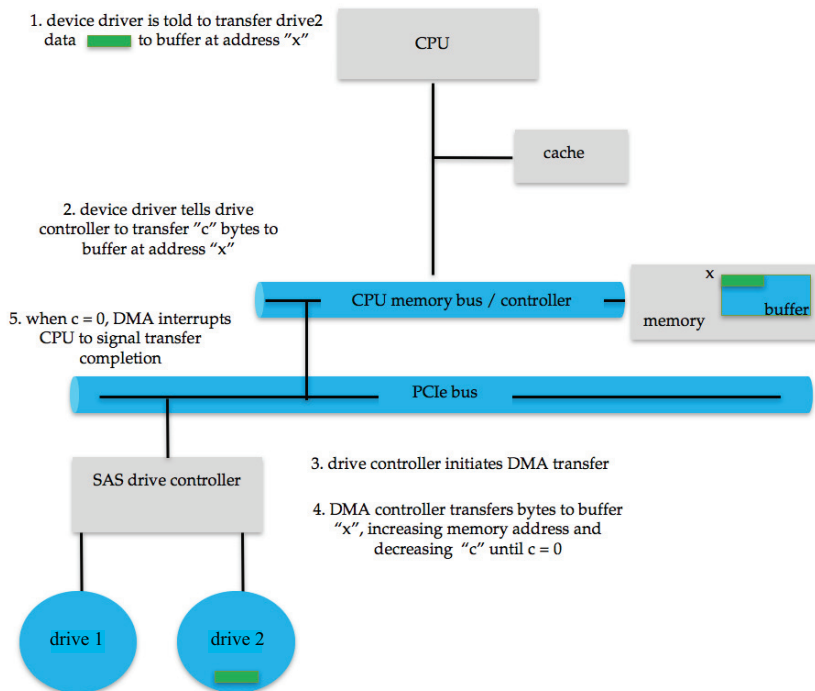 1. device driver is told to transfer drive2
data to buffer at address "x"
CPU
cache
2. device driver tells drive
controller to transfer "c" bytes to
buffer at address "x"
CPU memory bus / controller
x
buffer
memory
5. when c = 0, DMA interrupts
CPU to signal transfer
completion
PCIe bus
3. drive controller initiates DMA transfer
SAS drive controller
4. DMA controller transfers bytes to buffer
"x", increasing memory address and
decreasing "c" until c = 0
drive 1
drive 2